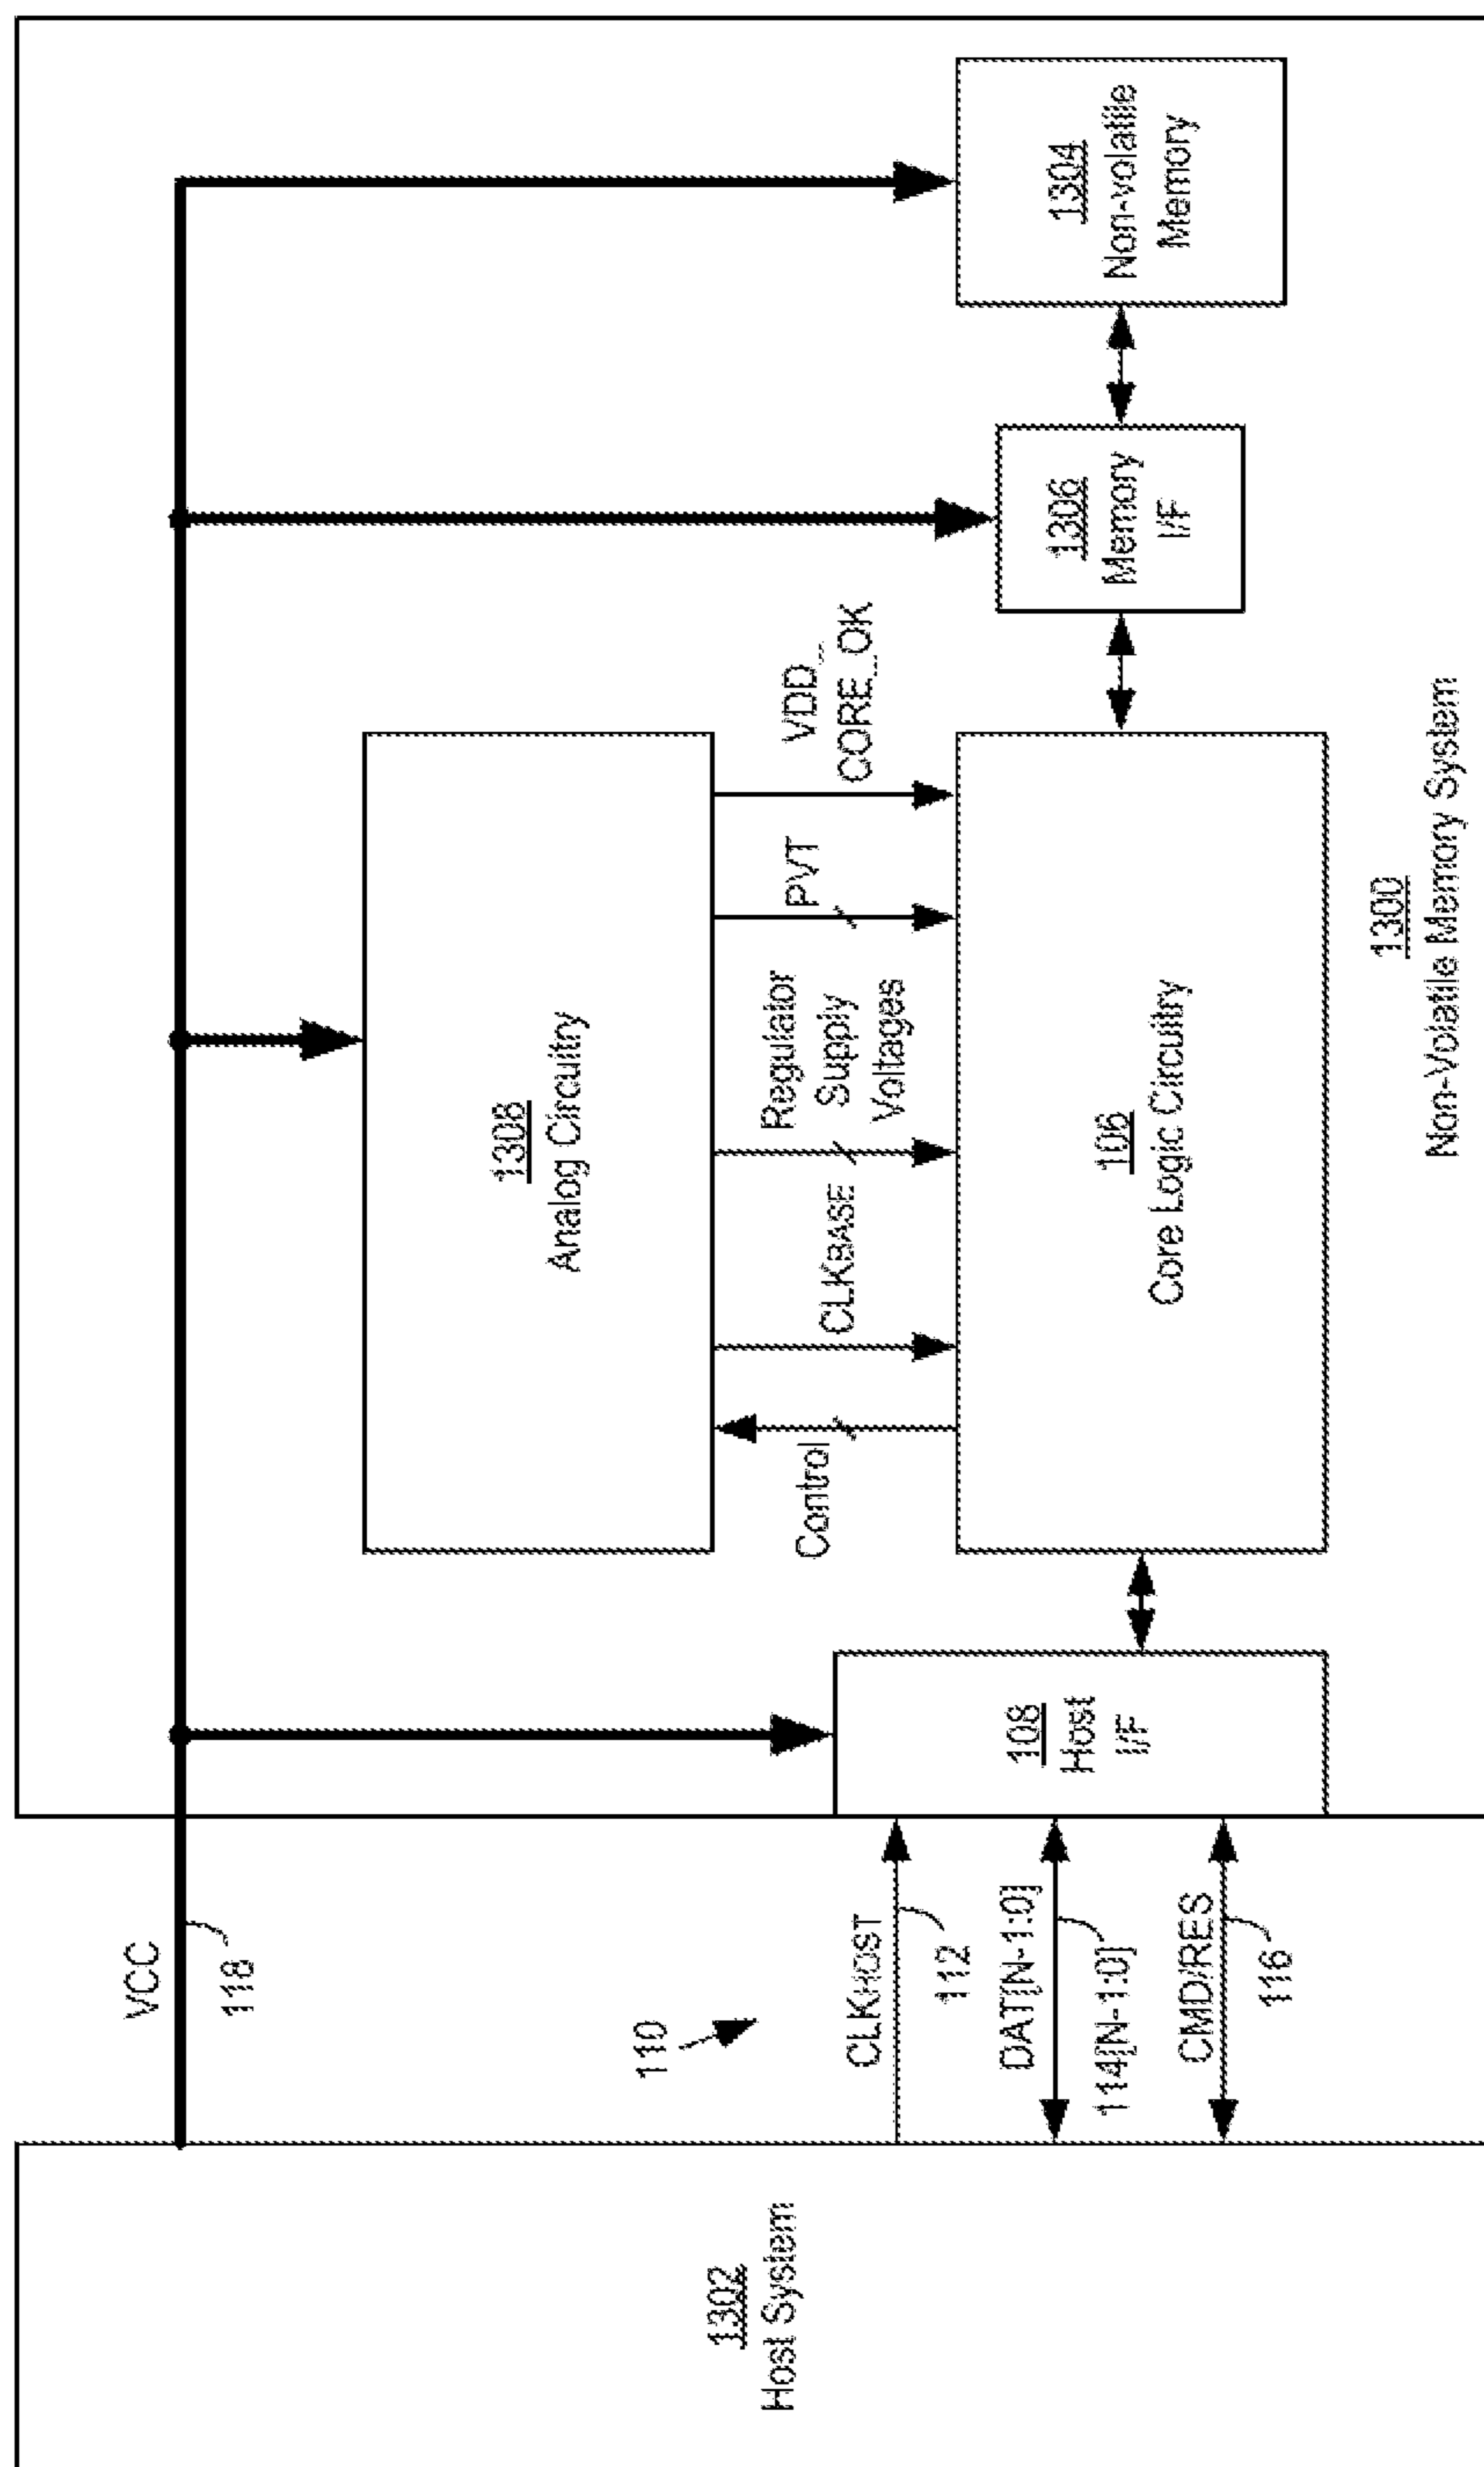 1302
Host System
VCC
118
110
CLKHOST
112
DAT[N-1:0]
114[N-1:0]
CMD/RES
116
108
Host
I/F
1308
Analog Circuitry
Control
CLKBASE
Regulator
Supply
Voltages
PVT
VDD_
CORE_OK
106
Core Logic Circuitry
1306
Memory
I/F
1304
Non-volatile
Memory
1300
Non-Volatile Memory System